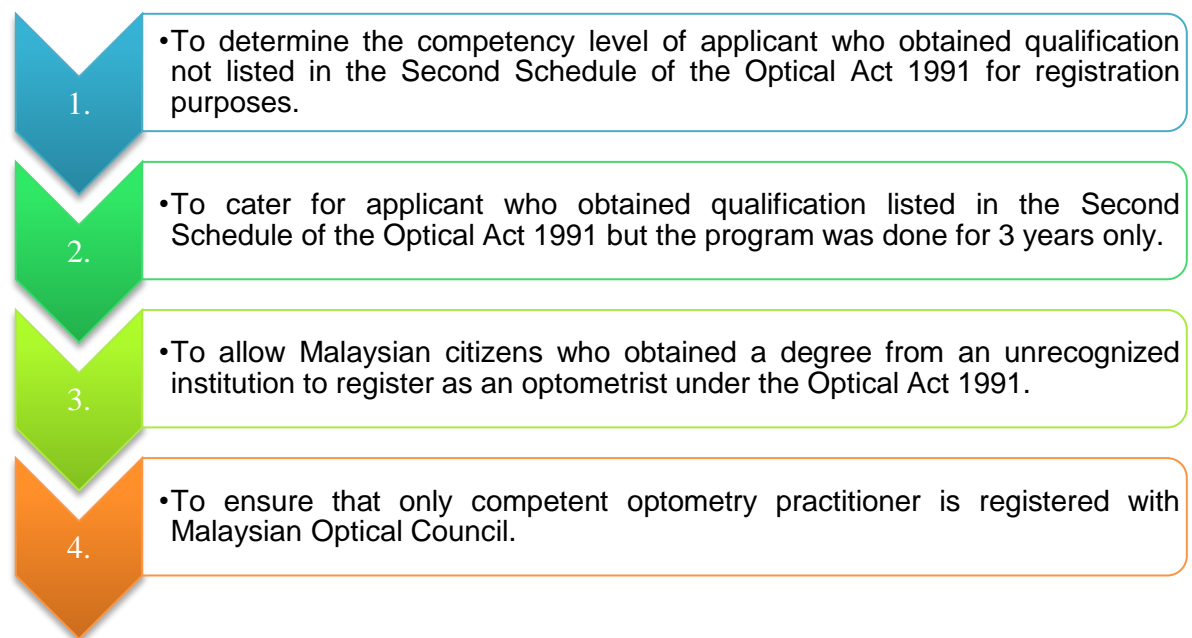 1.
•To determine the competency level of applicant who obtained qualification
not listed in the Second Schedule of the Optical Act 1991 for registration
purposes.
2.
•To cater for applicant who obtained qualification listed in the Second
Schedule of the Optical Act 1991 but the program was done for 3 years only.
3.
•To allow Malaysian citizens who obtained a degree from an unrecognized
institution to register as an optometrist under the Optical Act 1991.
4.
•To ensure that only competent optometry practitioner is registered with
Malaysian Optical Council.